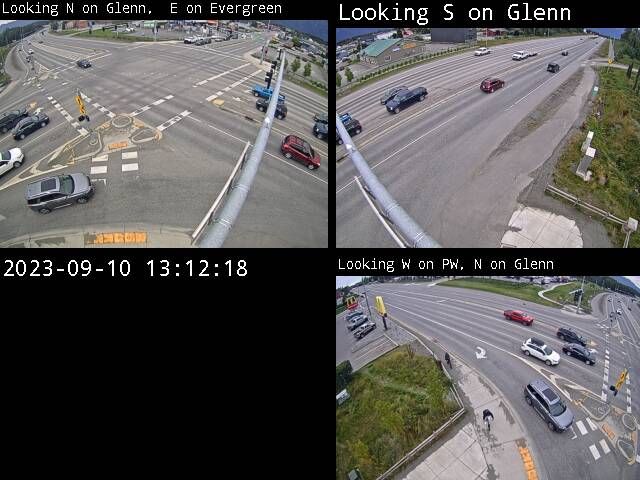 Looking N on Glenn,  E on Evergreen
Looking S on Glenn
2023-09-10 13:12:18
Looking W on PW, N on Glenn